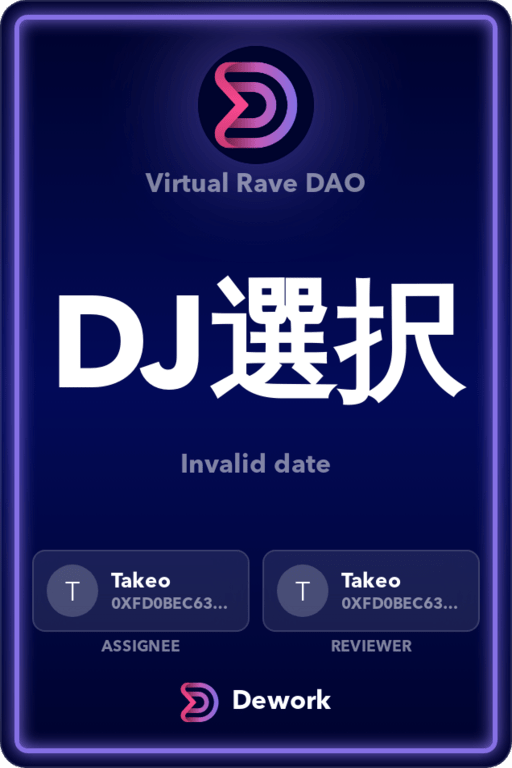 Virtual Rave DAO
DJ選択
Invalid date
T
Takeo
0XFD0BEC63...
ASSIGNEE
T
Takeo
0XFD0BEC63...
REVIEWER
Dework